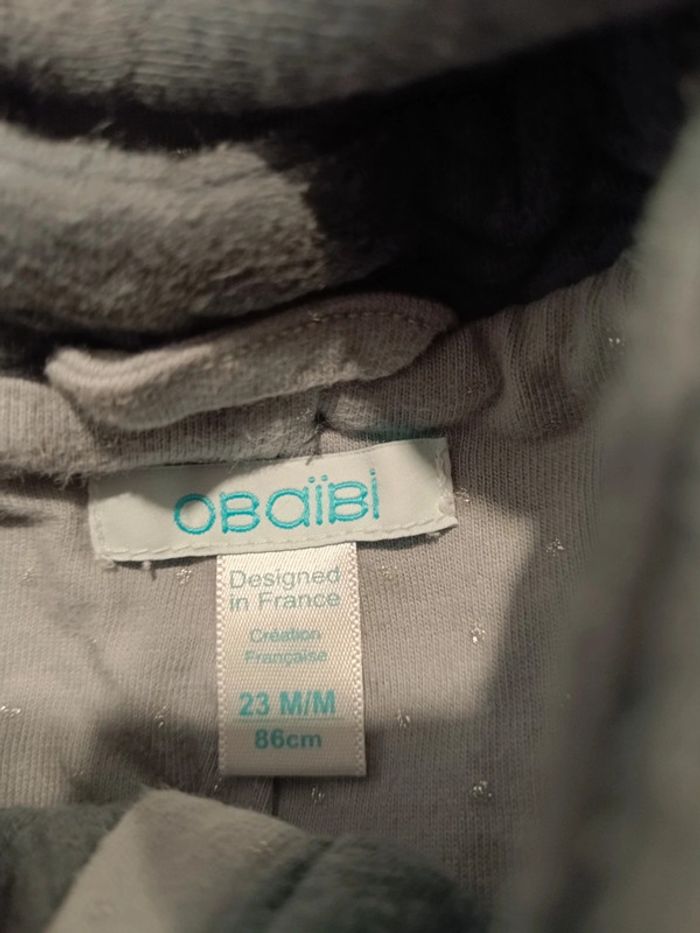 OBaïBi
Designed
in France
Création
Française
23 M/M
86cm